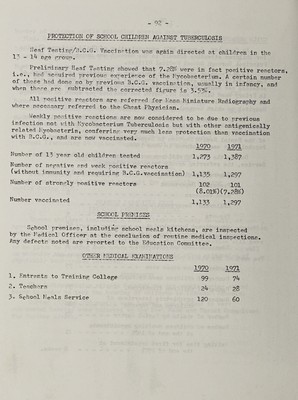 - 92 -
PROTECTION OF SCHOOL CHILDREN AGAINST TUBERCULOSIS
Heaf Testing/B.C.G. Vaccination was again directed at children in the
13 - 14 age group.
Preliminary Heaf Testing showed that 7.28% were in fact positive reactors,
i.e., had acquired previous experience of the Mycobacterium. A certain number
of these had done so by previous B.C.G. vaccination, usually in infancy, and
when these are subtracted the corrected figure is 3.53%.
All positive reactors are referred for Mass Miniature Radiography and
where necessary referred to the Chest Physician.
Weakly positive reactions are now considered to be due to previous
infection not with Mycobacterium Tuberculosis but with other antigenically
related Mycobacteria, conferring very much less protection than vaccination
with B.C.G., and are now vaccinated.
1970 1971
Number of 13 year old children tested 1,273 1,387
Number of negative and weak positive reactors
(without immunity and requiring B.C.G. vaccination) 1,135 1,297
Number of strongly positive reactors 102 101
(8.01%) (7.28%)
Number vaccinated 1,133 1,297
SCHOOL PREMISES
School premises, including school meals kitchens, are inspected
by the Medical Officer at the conclusion of routine medical inspections.
Any defects noted are reported to the Education Committee.
OTHER MEDICAL EXAMINATIONS
1970 1971
1. Entrants to Training College 99 74
2. Teachers 24 28
3. School Meals Service 120 60